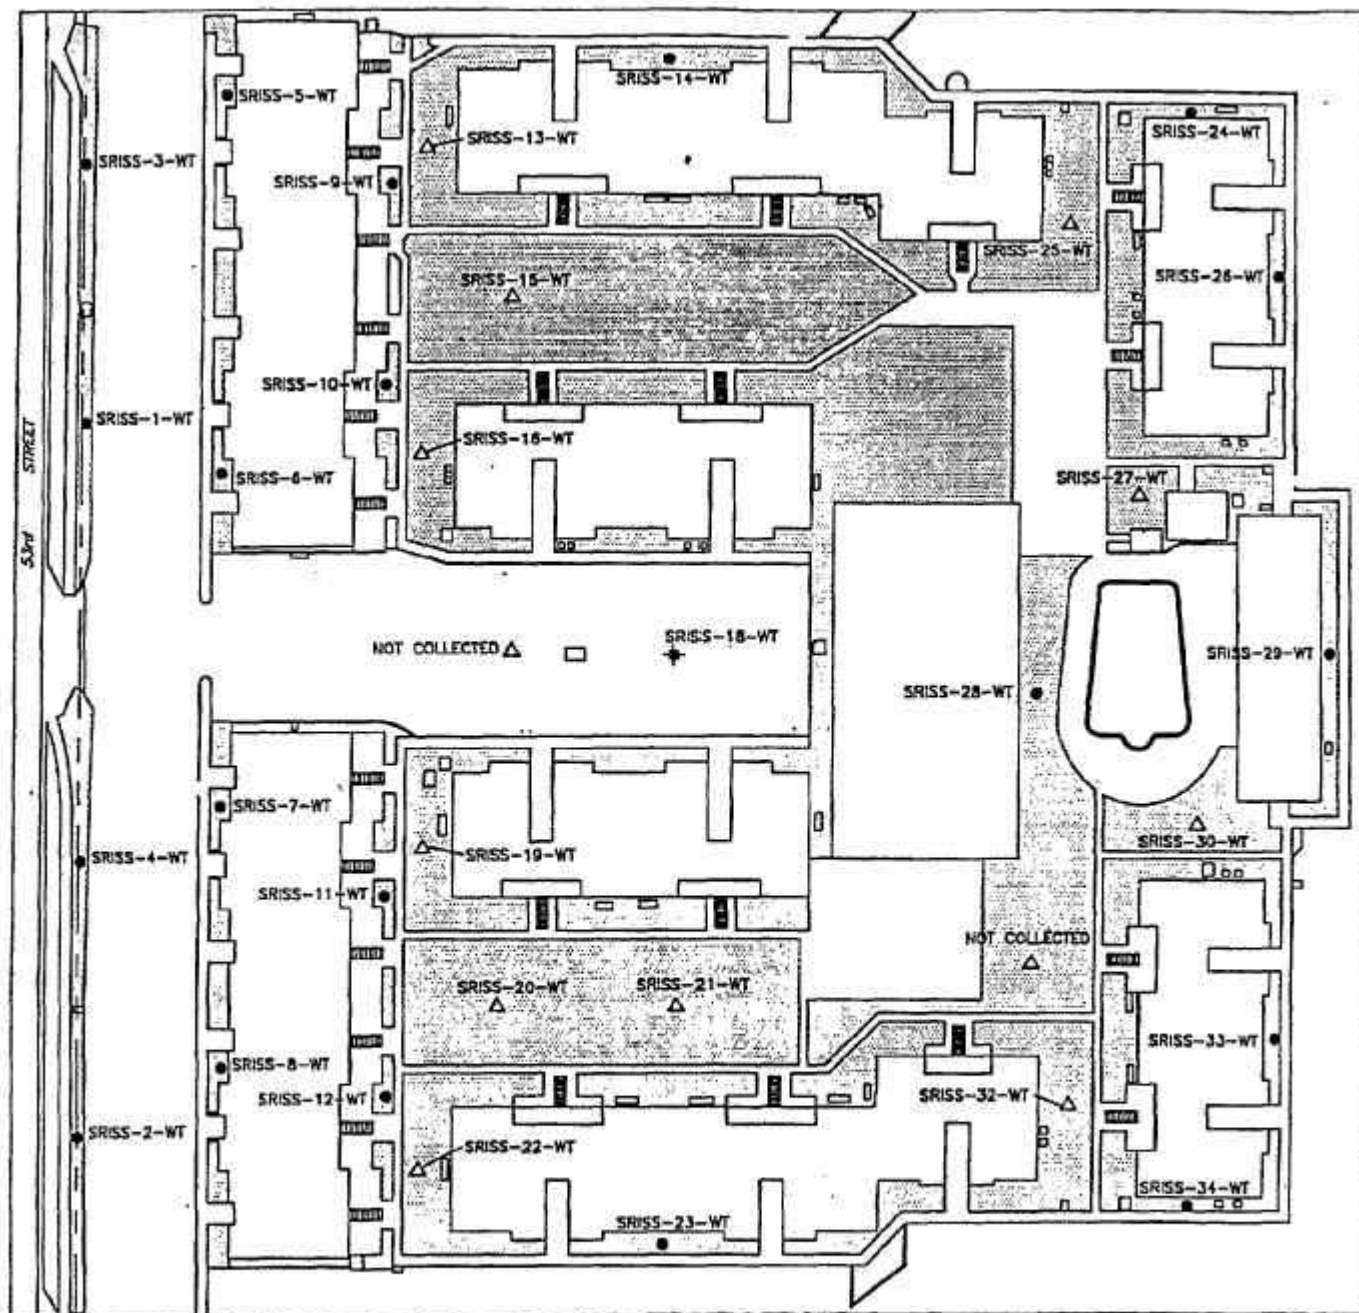 SRISS-14-WT
SRISS-5-WT
SRISS-24-WT
SRISS-13-WT
SRISS-3-WT
SRISS-9-WT
SRISS-25-WT
SRISS-15-WT
SRISS-26-WT
SRISS-10-WT
SRISS-1-WT
SRISS-16-WT
SRISS-6-WT
SRISS-27-WT
53rd STREET
SRISS-18-WT
NOT COLLECTED
SRISS-29-WT
SRISS-28-WT
SRISS-7-WT
SRISS-30-WT
SRISS-4-WT
SRISS-19-WT
SRISS-11-WT
NOT COLLECTED
SRISS-20-WT
SRISS-21-WT
SRISS-33-WT
SRISS-8-WT
SRISS-12-WT
SRISS-32-WT
SRISS-2-WT
SRISS-22-WT
SRISS-34-WT
SRISS-23-WT